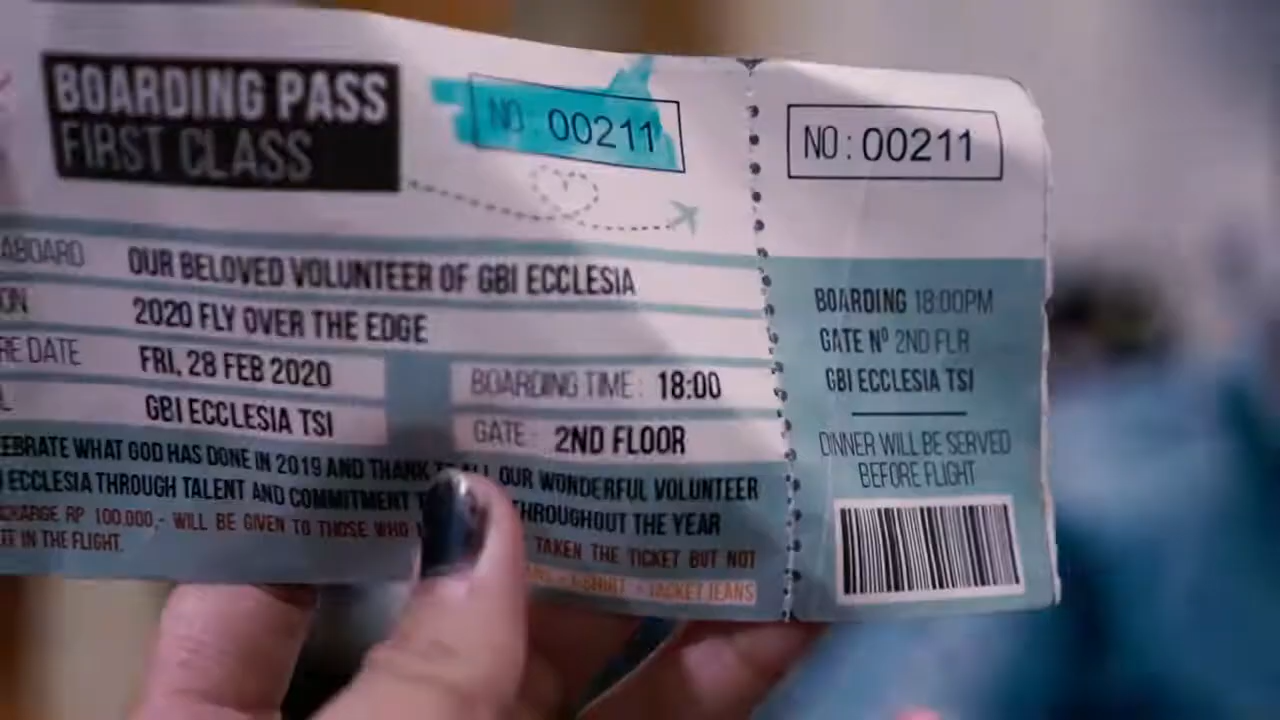 BOARDING PASS
FIRST CLASS
NO : 00211
NO : 00211
ABOARD OUR BELOVED VOLUNTEER OF GBI ECCLESIA
2020 FLY OVER THE EDGE
DATE FRI, 28 FEB 2020
BOARDING TIME : 18:00
GBI ECCLESIA TSI
GATE : 2ND FLOOR
WHAT GOD HAS DONE IN 2019 AND THANK ALL OUR WONDERFUL VOLUNTEER
ECCLESIA THROUGH TALENT AND COMMITMENT THROUGHOUT THE YEAR
CHARGE RP 100.000,- WILL BE GIVEN TO THOSE WHO TAKEN THE TICKET BUT NOT
IN THE FLIGHT.
JACKET JEANS
BOARDING 18:00PM
GATE Nº 2ND FLR
GBI ECCLESIA TSI
DINNER WILL BE SERVED
BEFORE FLIGHT